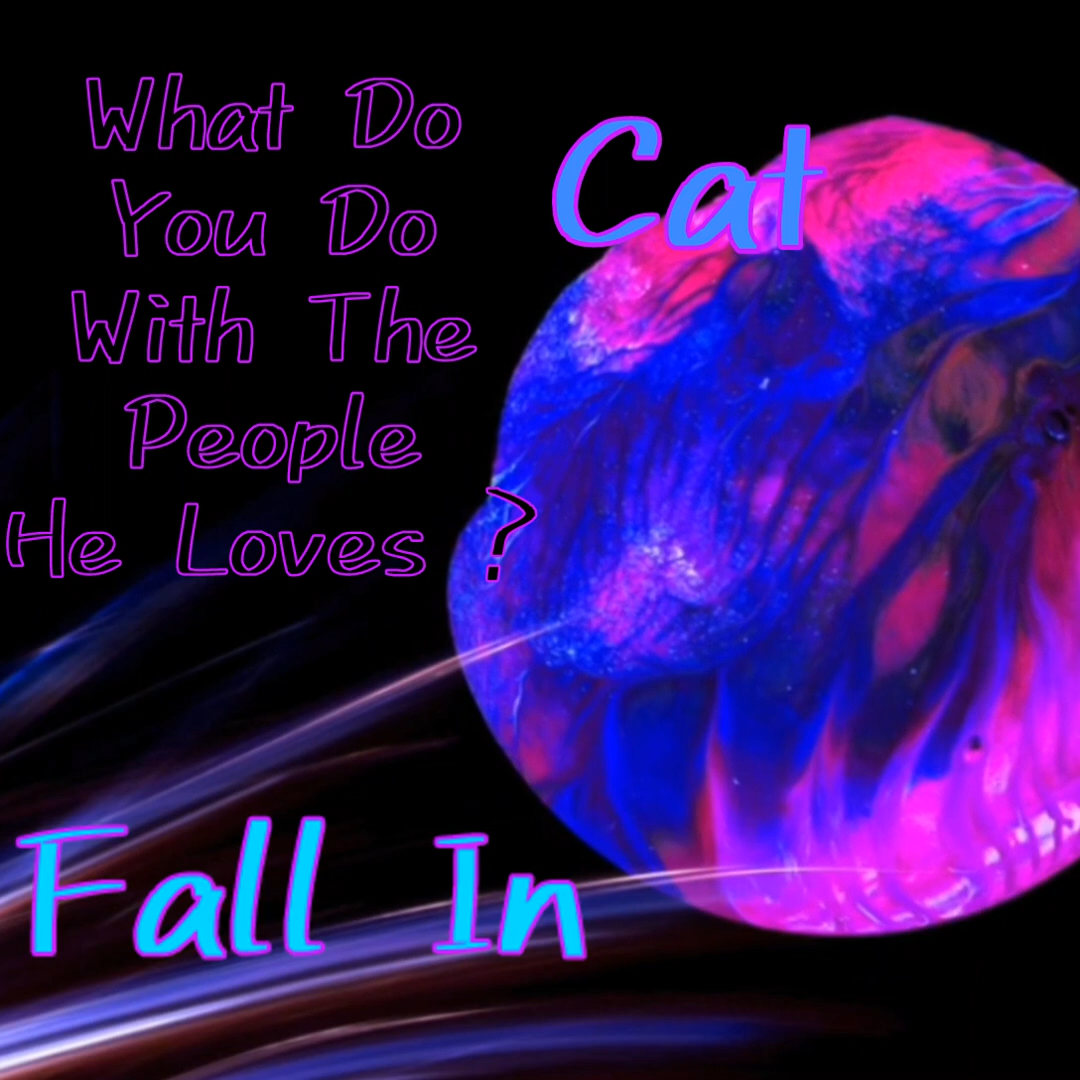 What Do
You Do
With The
People
He Loves ?
Cat
Fall In